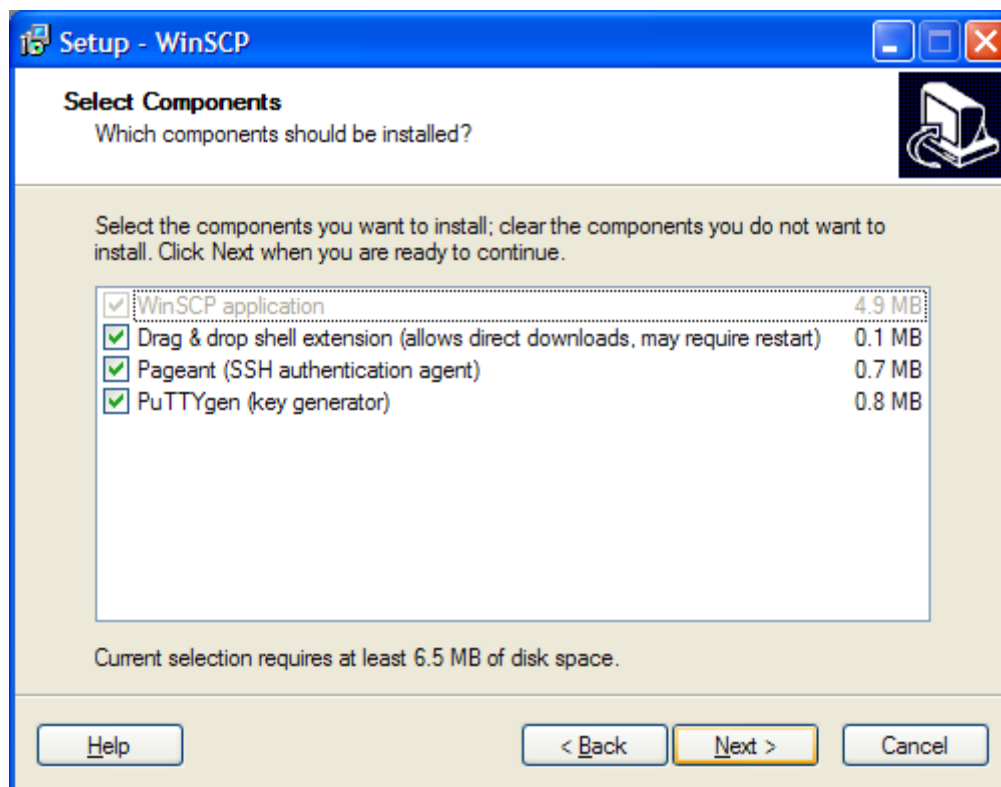 Setup - WinSCP
Select Components
Which components should be installed?
Select the components you want to install; clear the components you do not want to
install. Click Next when you are ready to continue.
WinSCP application 4.9 MB
Drag & drop shell extension (allows direct downloads, may require restart) 0.1 MB
Pageant (SSH authentication agent) 0.7 MB
PuTTYgen (key generator) 0.8 MB
Current selection requires at least 6.5 MB of disk space.
Help < Back Next > Cancel